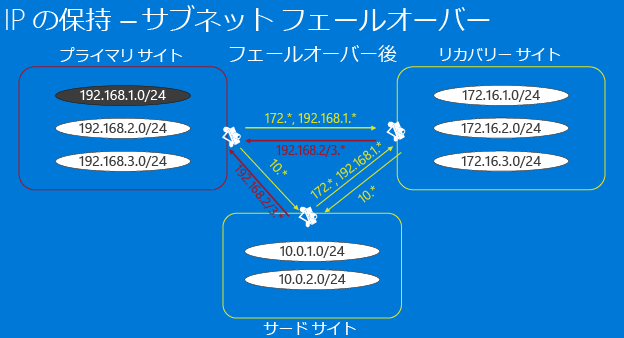 IP の保持 – サブネット フェールオーバー
プライマリ サイト
フェールオーバー後
リカバリー サイト
192.168.1.0/24
192.168.2.0/24
192.168.3.0/24
172.16.1.0/24
172.16.2.0/24
172.16.3.0/24
172.*, 192.168.1.*
192.168.2/3.*
10.*
192.168.2/3.*
172.*, 192.168.1.*
10.*
10.0.1.0/24
10.0.2.0/24
サード サイト